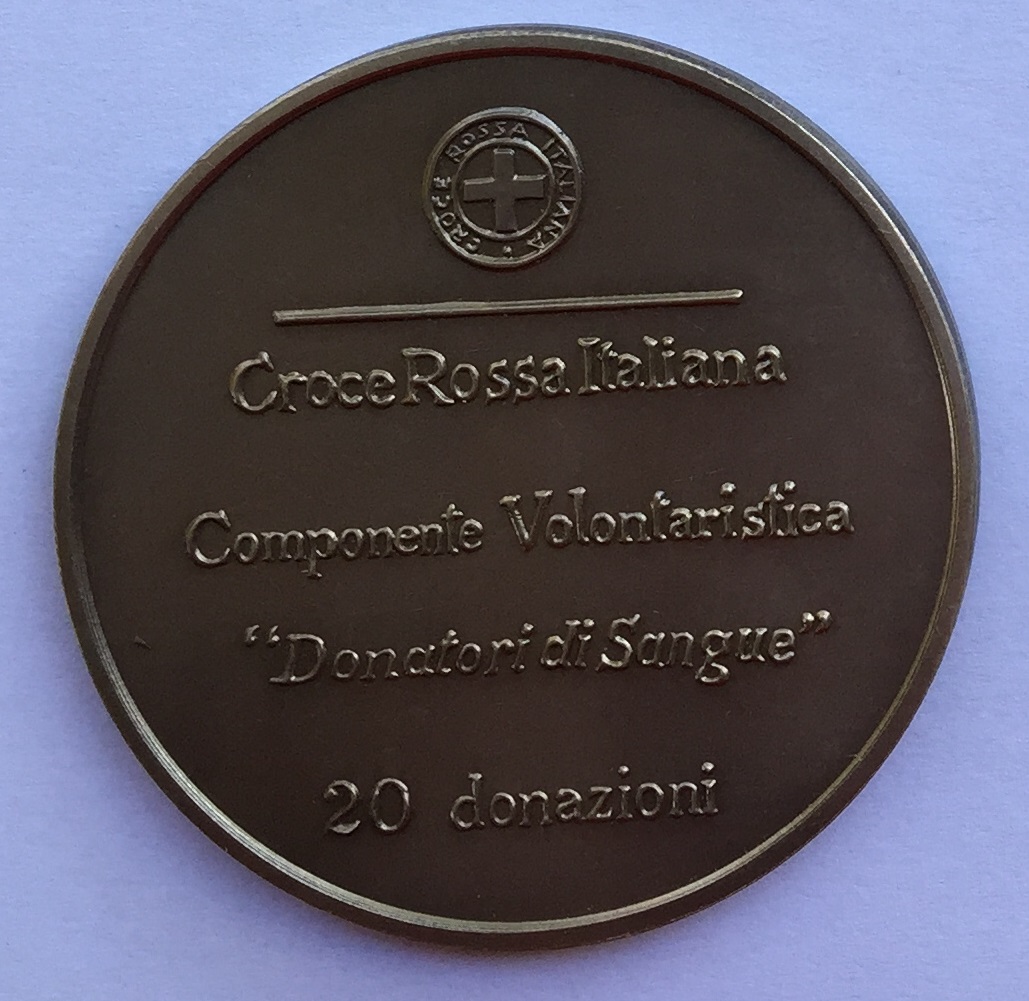 CROCE ROSSA ITALIANA
Croce Rossa Italiana
Componente Volontaristica
“Donatori di Sangue”
20 donazioni